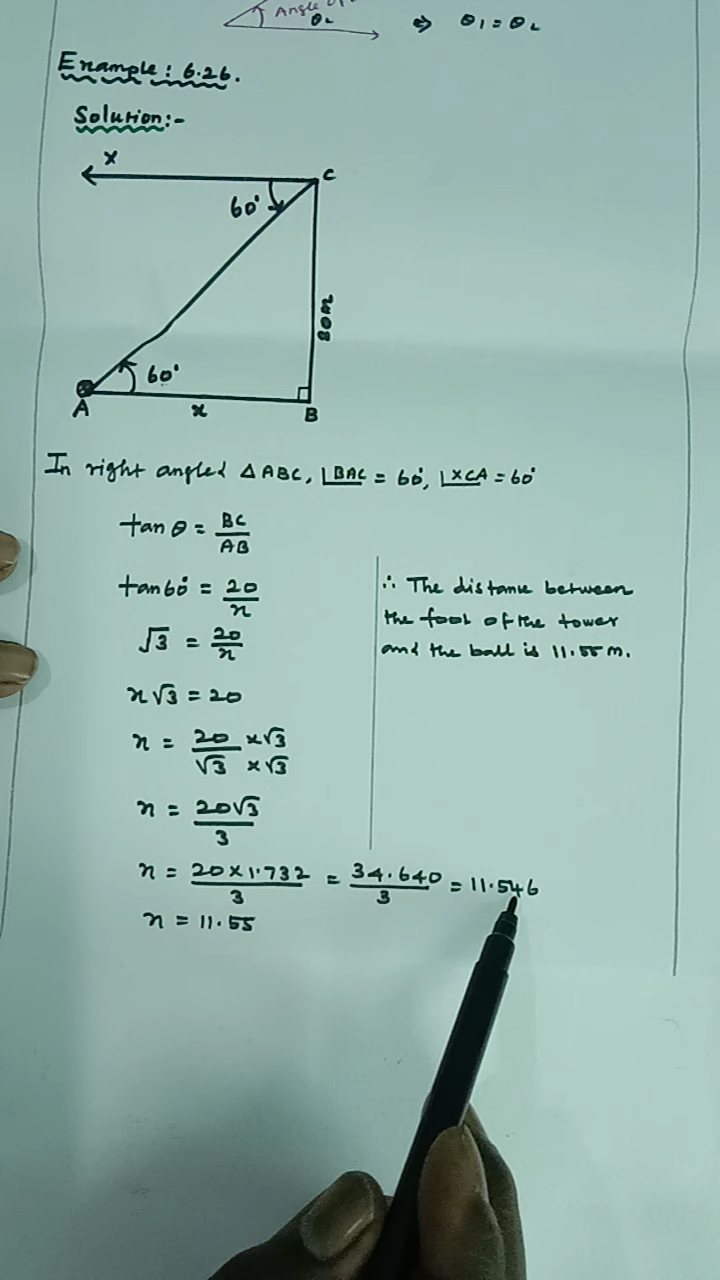 Angle
θ₂ ⇒ θ₁ = θ₂
Example: 6.26.
Solution:-
X
C
60°
20m
60°
A
x
B
In right angled △ABC, ∠BAC = 60°, ∠XCA = 60°
tan θ = BC/AB
tan 60° = 20/x
√3 = 20/x
x√3 = 20
x = 20/√3 × √3/√3
x = 20√3/3
x = 20 × 1.732/3 = 34.640/3 = 11.546
x = 11.55
∴ The distance between
the foot of the tower
and the ball is 11.55 m.